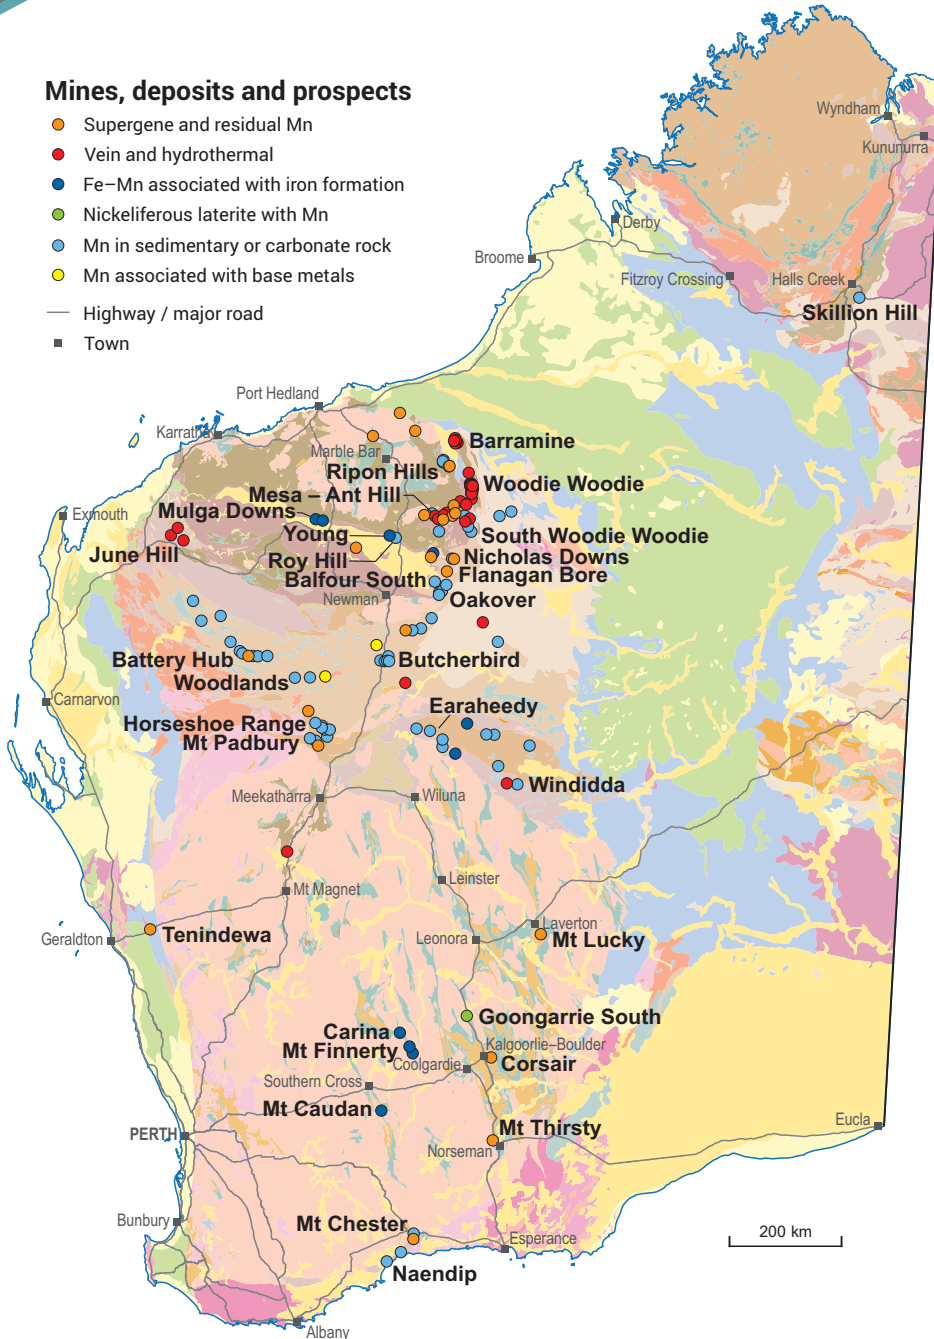 Mines, deposits and prospects
Supergene and residual Mn
Vein and hydrothermal
Fe–Mn associated with iron formation
Nickeliferous laterite with Mn
Mn in sedimentary or carbonate rock
Mn associated with base metals
Highway / major road
Town
Wyndham
Kununurra
Derby
Broome
Fitzroy Crossing
Halls Creek
Skillion Hill
Port Hedland
Karratha
Marble Bar
Barramine
Ripon Hills
Woodie Woodie
Mesa – Ant Hill
Mulga Downs
Exmouth
Young
South Woodie Woodie
June Hill
Roy Hill
Nicholas Downs
Balfour South
Flanagan Bore
Newman
Oakover
Battery Hub
Butcherbird
Woodlands
Carnarvon
Earaheedy
Horseshoe Range
Mt Padbury
Windidda
Meekatharra
Wiluna
Leinster
Mt Magnet
Laverton
Geraldton
Tenindewa
Leonora
Mt Lucky
Goongarrie South
Carina
Mt Finnerty
Kalgoorlie–Boulder
Coolgardie
Corsair
Southern Cross
Mt Caudan
PERTH
Mt Thirsty
Eucla
Norseman
Bunbury
Mt Chester
Esperance
200 km
Naendip
Albany